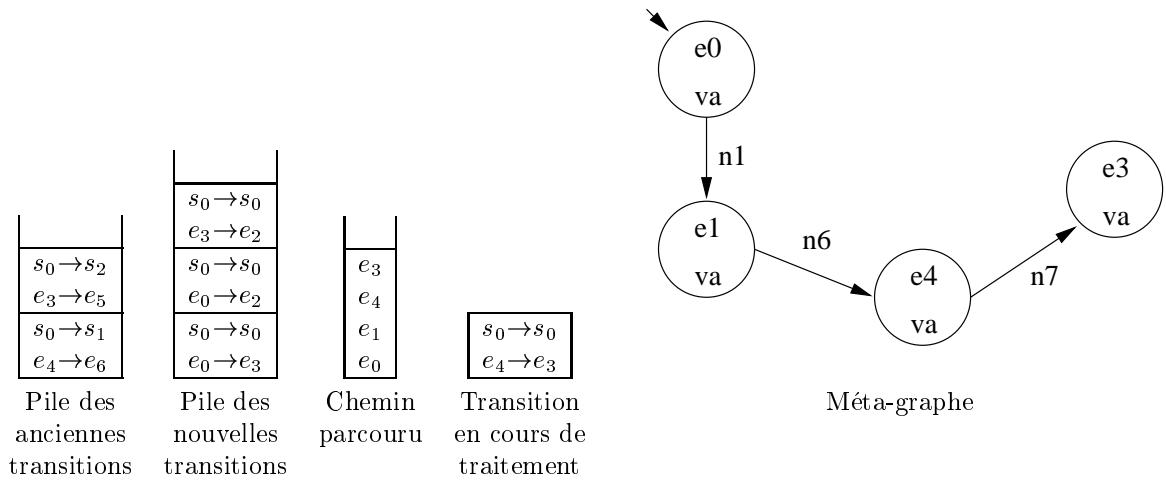 s₀→s₂
e₃→e₅
s₀→s₁
e₄→e₆
Pile des
anciennes
transitions
s₀→s₀
e₃→e₂
s₀→s₀
e₀→e₂
s₀→s₀
e₀→e₃
Pile des
nouvelles
transitions
e₃
e₄
e₁
e₀
Chemin
parcouru
s₀→s₀
e₄→e₃
Transition
en cours de
traitement
e0
va
n1
e1
va
n6
e4
va
n7
e3
va
Méta-graphe